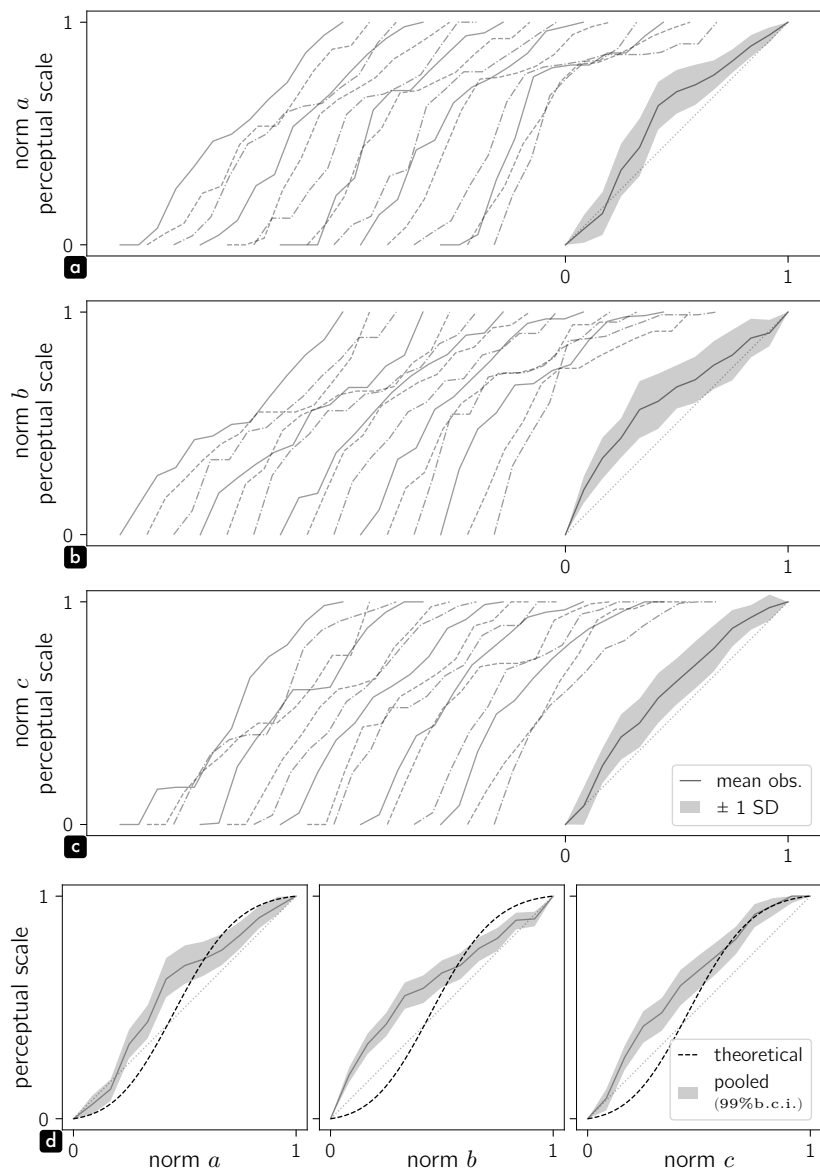 1
norm a
perceptual scale
0
a
0
1
1
norm b
perceptual scale
0
b
0
1
1
norm c
perceptual scale
mean obs.
± 1 SD
0
c
0
1
1
perceptual scale
theoretical
pooled
(99%b.c.i.)
0
d
0
norm a
1
0
norm b
1
0
norm c
1